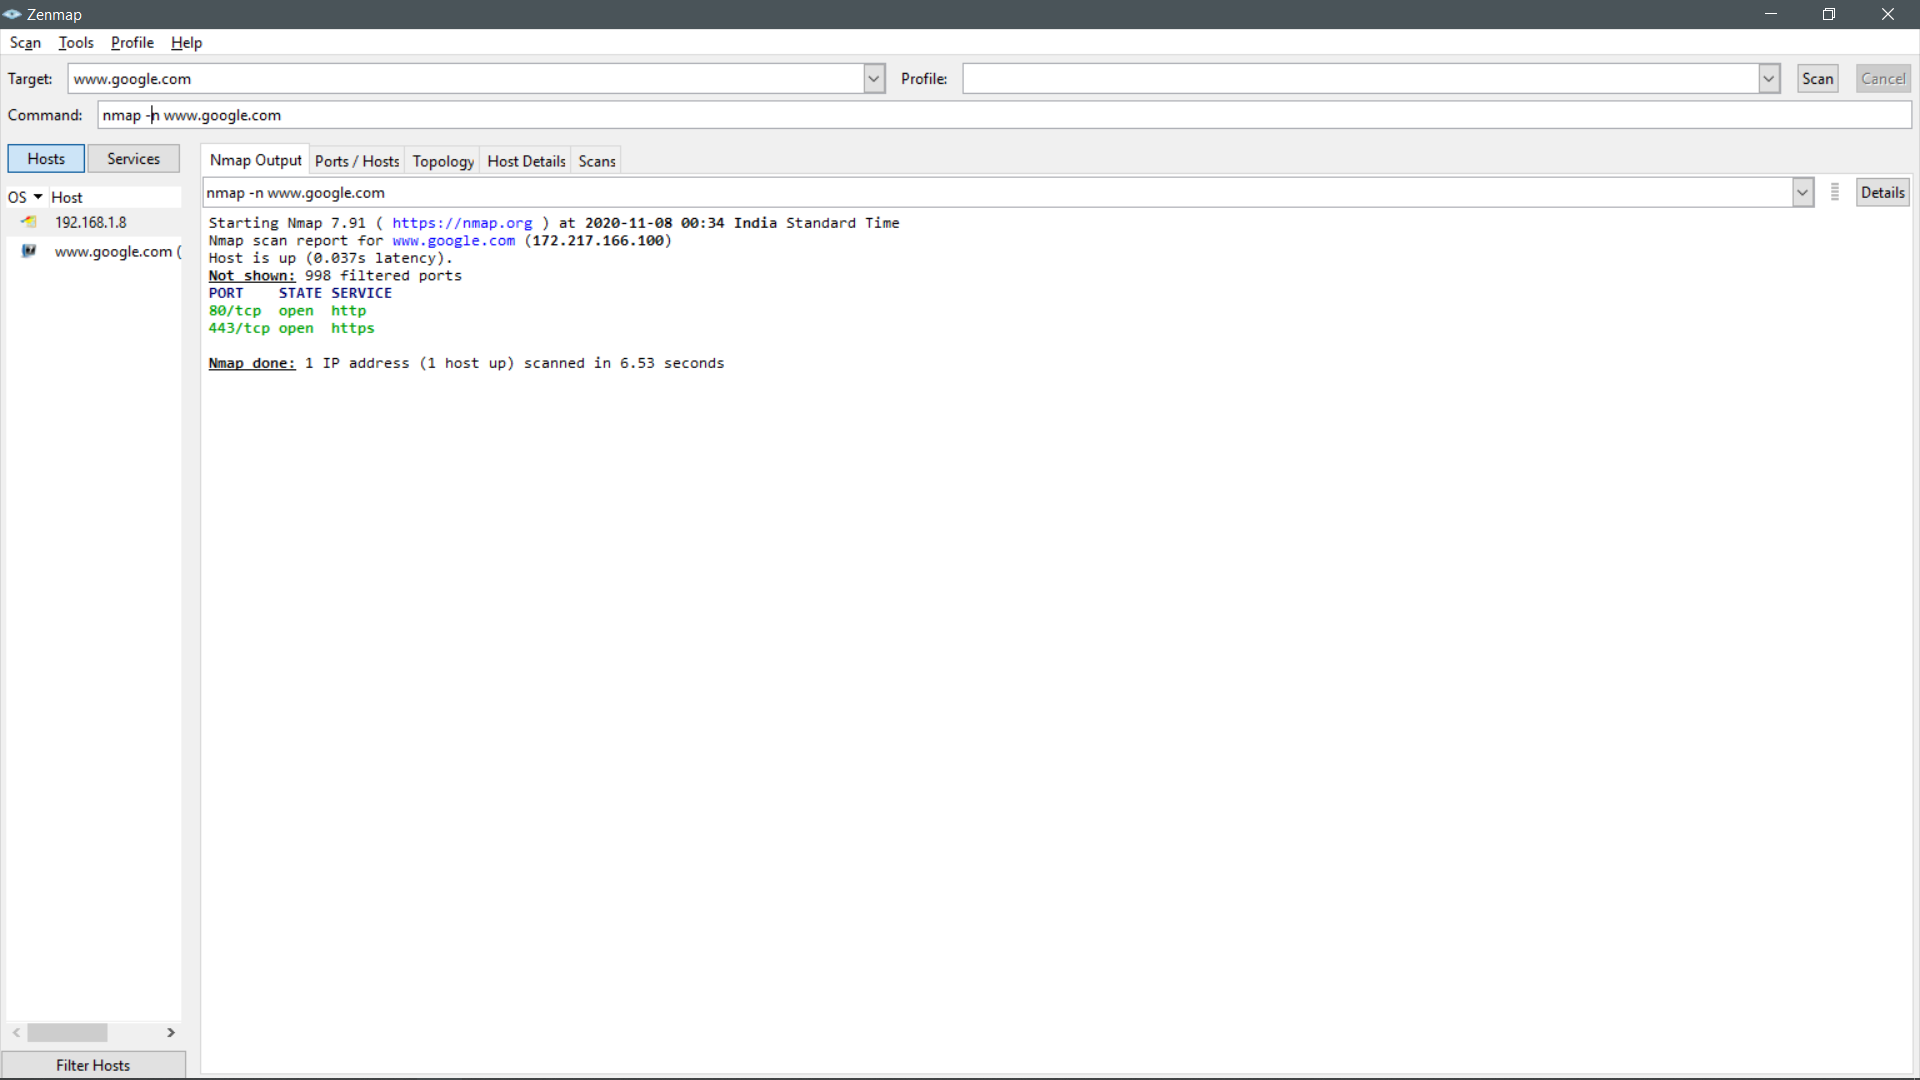 Zenmap
Scan Tools Profile Help
Target: www.google.com Profile: Scan Cancel
Command: nmap -n www.google.com
Hosts Services
Nmap Output Ports / Hosts Topology Host Details Scans
nmap -n www.google.com Details
OS Host
192.168.1.8
www.google.com (
Starting Nmap 7.91 ( https://nmap.org ) at 2020-11-08 00:34 India Standard Time
Nmap scan report for www.google.com (172.217.166.100)
Host is up (0.037s latency).
Not shown: 998 filtered ports
PORT STATE SERVICE
80/tcp open http
443/tcp open https
Nmap done: 1 IP address (1 host up) scanned in 6.53 seconds
Filter Hosts